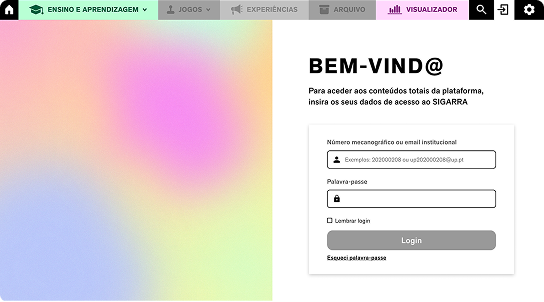 ENSINO E APRENDIZAGEM
JOGOS
EXPERIÊNCIAS
ARQUIVO
VISUALIZADOR
BEM-VIND@
Para aceder aos conteúdos totais da plataforma,
insira os seus dados de acesso ao SIGARRA
Número mecanográfico ou email institucional
Exemplos: 202000208 ou up202000208@up.pt
Palavra-passe
Lembrar login
Login
Esqueci palavra-passe